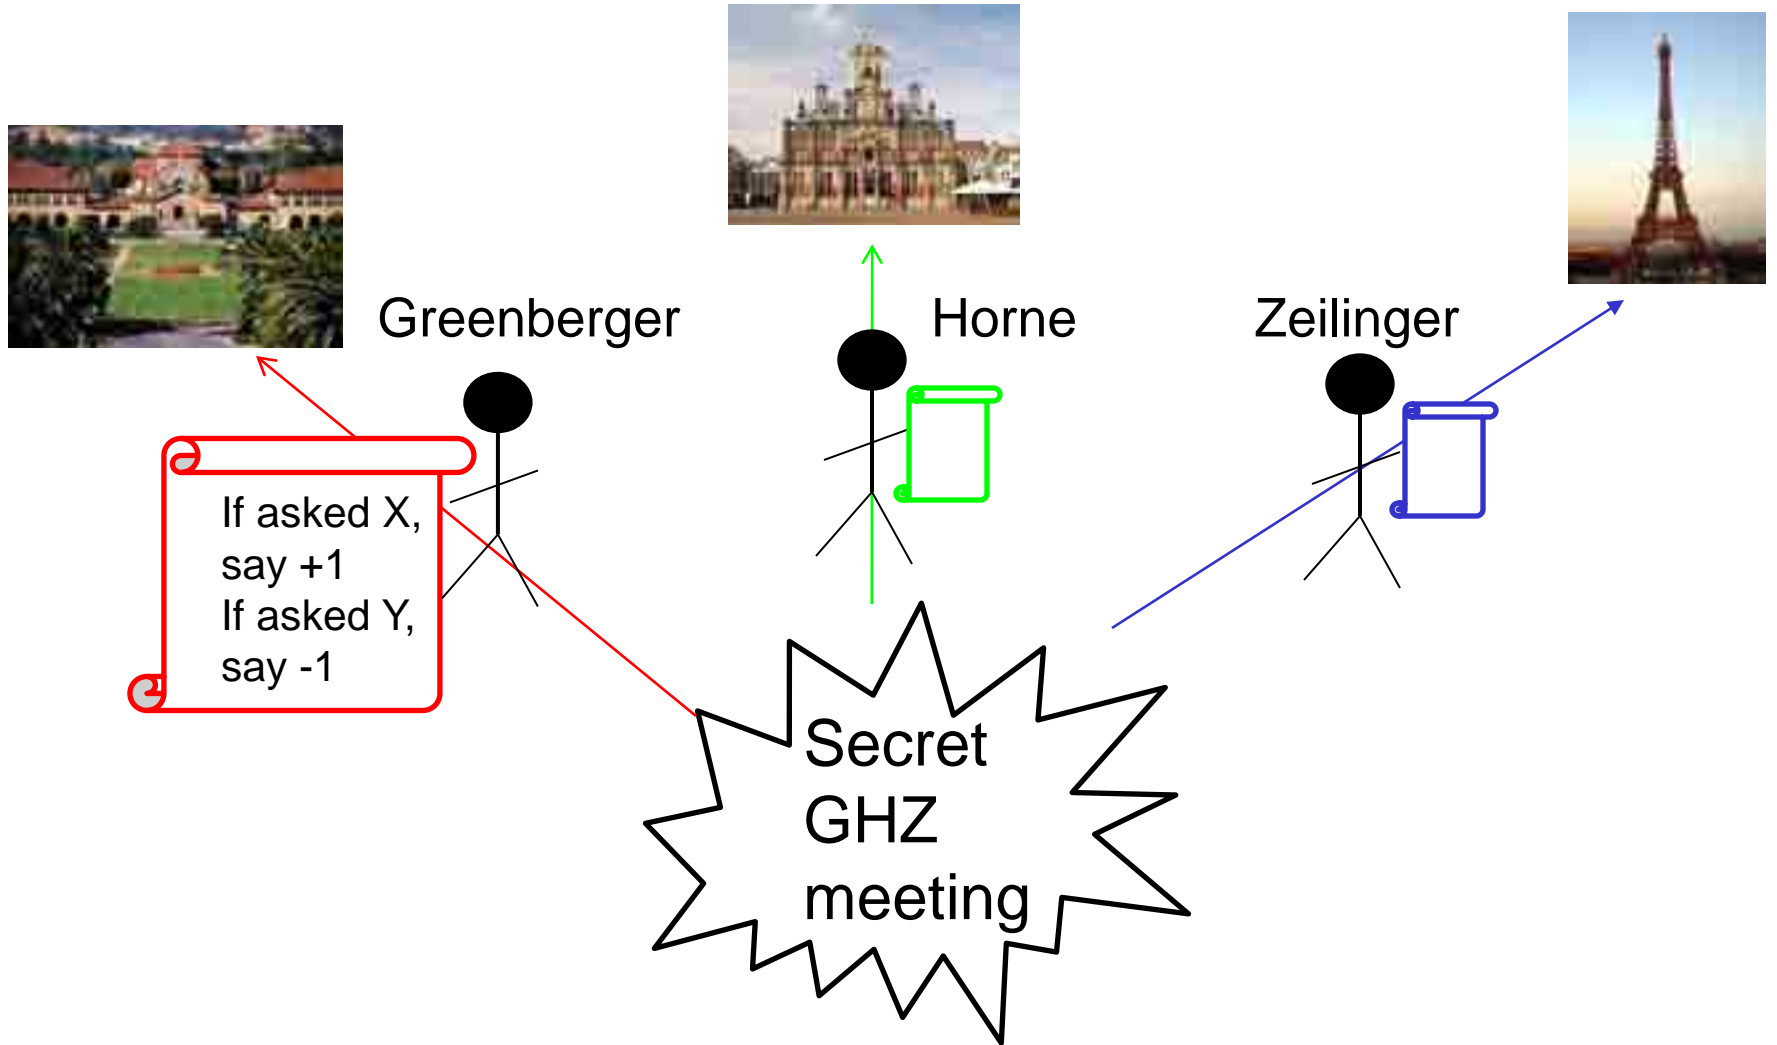 Greenberger
Horne
Zeilinger
If asked X,
say +1
If asked Y,
say -1
Secret
GHZ
meeting